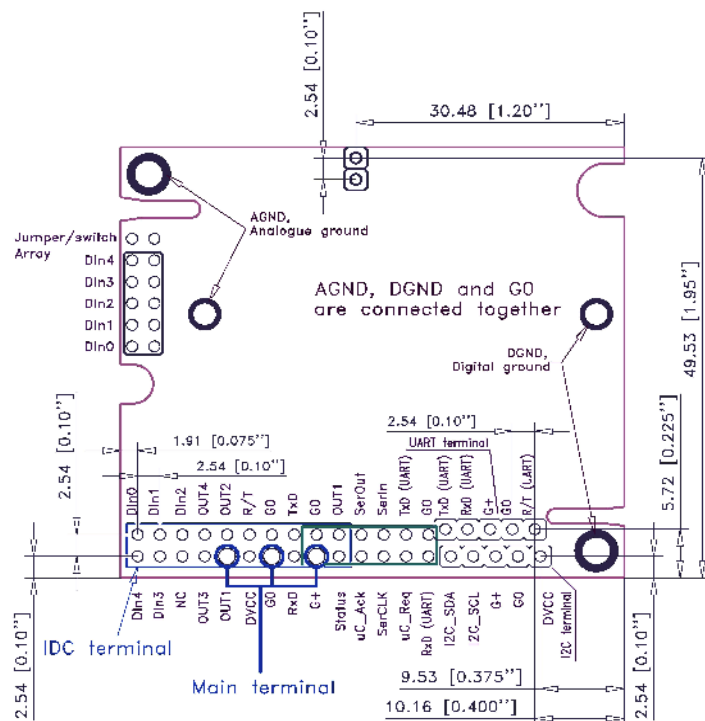 2.54 [0.10'']
30.48 [1.20'']
AGND,
Analogue ground
Jumper/switch
Array
DIn4
DIn3
DIn2
DIn1
DIn0
AGND, DGND and G0
are connected together
DGND,
Digital ground
49.53 [1.95'']
2.54 [0.10'']
UART terminal
1.91 [0.075'']
2.54 [0.10'']
2.54 [0.10'']
5.72 [0.225'']
DIn0
DIn1
DIn2
OUT4
OUT2
R/T
G0
TxD
G0
OUT1
SerOut
SerIn
TxD (UART)
G0
TxD (UART)
RxD (UART)
G+
G0
R/T (UART)
DIn4
DIn3
NC
OUT3
OUT1
DVCC
G0
RxD
G+
Status
uC_Ack
SerCLK
uC_Req
RxD (UART)
I2C_SDA
I2C_SCL
G+
G0
DVCC
I2C terminal
IDC terminal
Main terminal
2.54 [0.10'']
9.53 [0.375'']
10.16 [0.400'']
2.54 [0.10'']